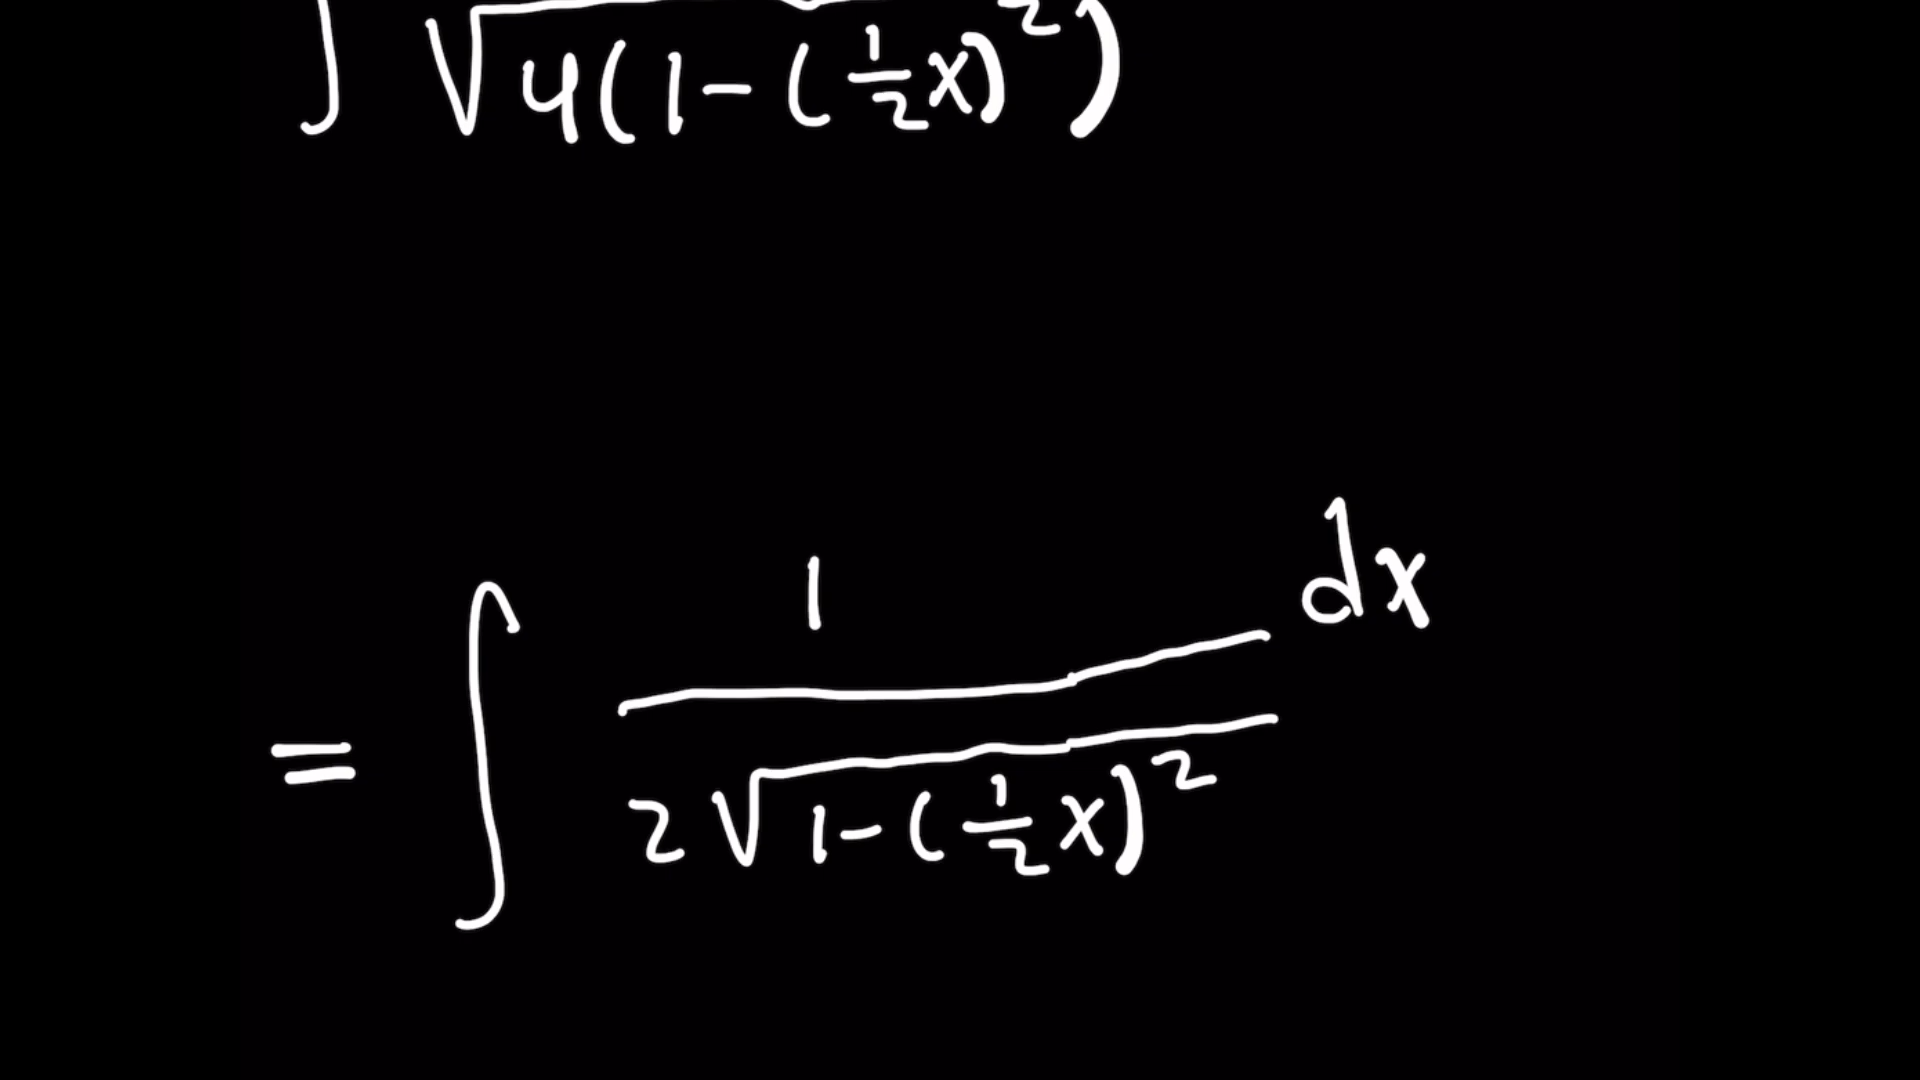 ∫ √4(1-(½x)²)
1 dx
= ∫ ―――――――
2√1-(½x)²